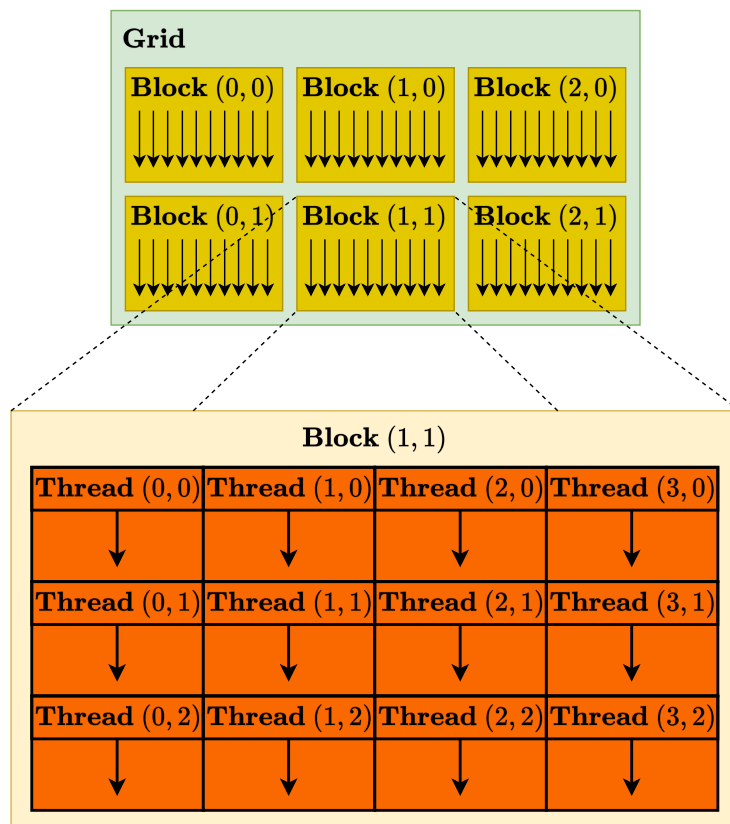 Grid
Block (0, 0) Block (1, 0) Block (2, 0)
Block (0, 1) Block (1, 1) Block (2, 1)
Block (1, 1)
Thread (0, 0) Thread (1, 0) Thread (2, 0) Thread (3, 0)
Thread (0, 1) Thread (1, 1) Thread (2, 1) Thread (3, 1)
Thread (0, 2) Thread (1, 2) Thread (2, 2) Thread (3, 2)